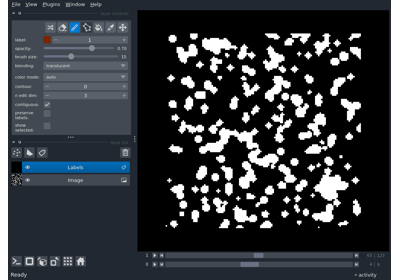 File View Plugins Window Help
label: 1
opacity: 0.70
brush size: 10
blending: translucent
color mode: auto
contour: 0
n edit dim: 3
contiguous:
preserve labels:
show selected:
Labels
Image
1
0
Ready
activity